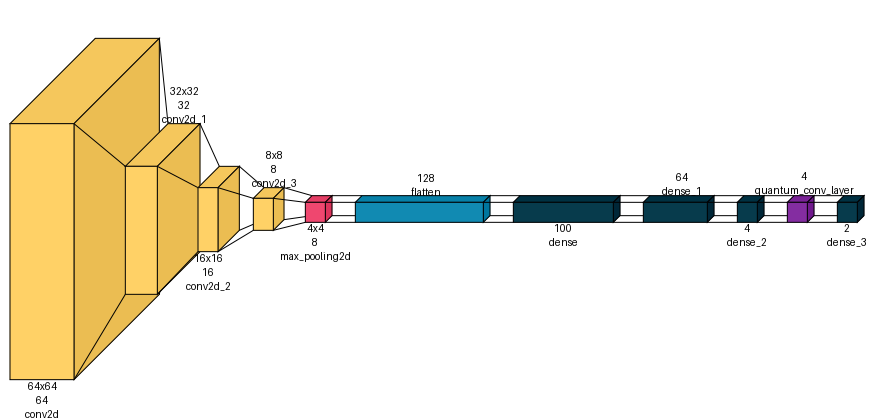 64x64
64
conv2d
32x32
32
conv2d_1
16x16
16
conv2d_2
8x8
8
conv2d_3
4x4
8
max_pooling2d
128
flatten
100
dense
64
dense_1
4
dense_2
4
quantum_conv_layer
2
dense_3